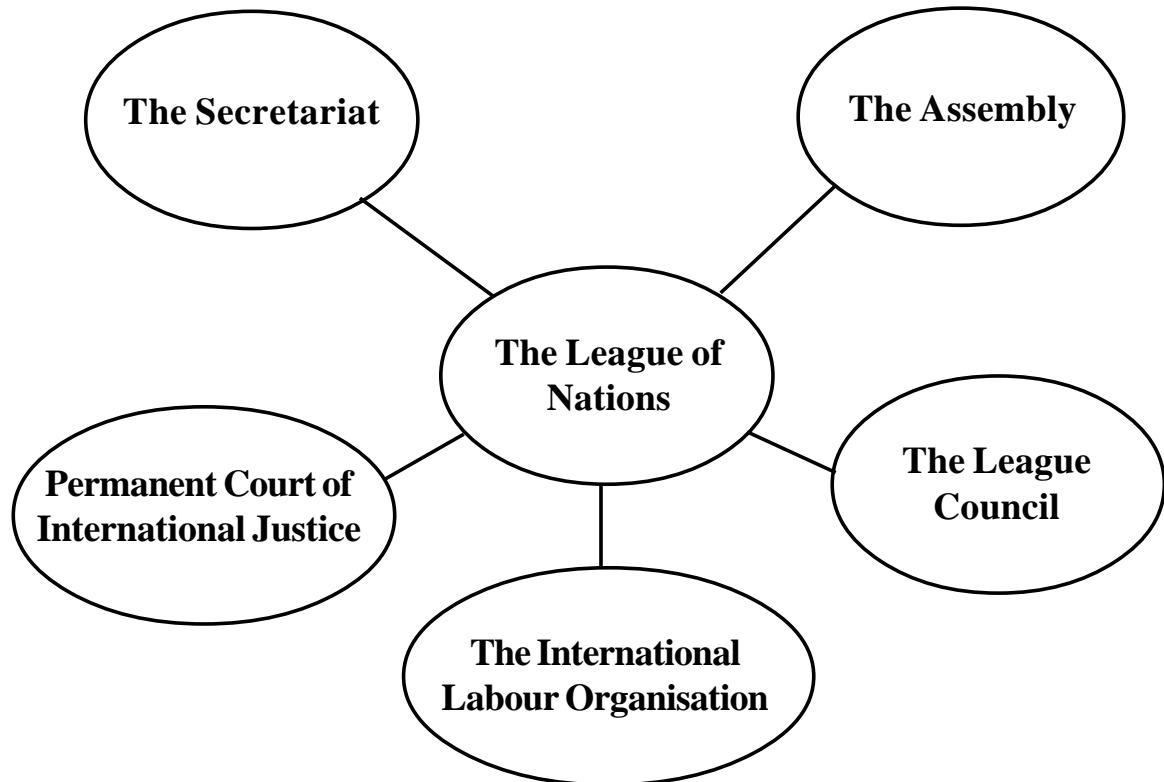 The Secretariat
The Assembly
The League of
Nations
Permanent Court of
International Justice
The League
Council
The International
Labour Organisation